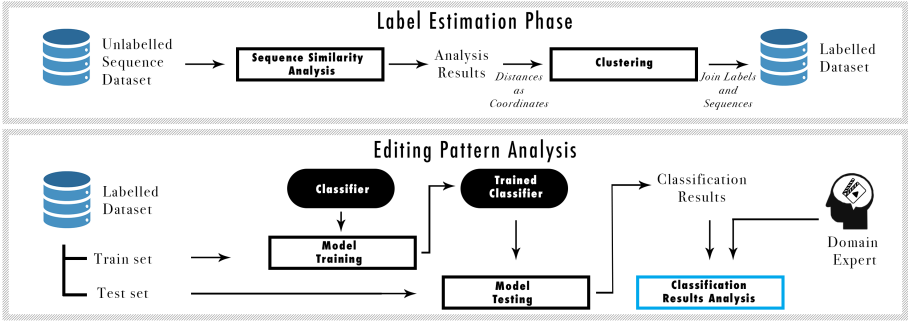 Label Estimation Phase
Unlabelled
Sequence
Dataset
Sequence Similarity
Analysis
Analysis
Results
Distances
as
Coordinates
Clustering
Join Labels
and
Sequences
Labelled
Dataset
Editing Pattern Analysis
Labelled
Dataset
Train set
Test set
Classifier
Model
Training
Trained
Classifier
Model
Testing
Classification
Results
Domain
Expert
Classification
Results Analysis